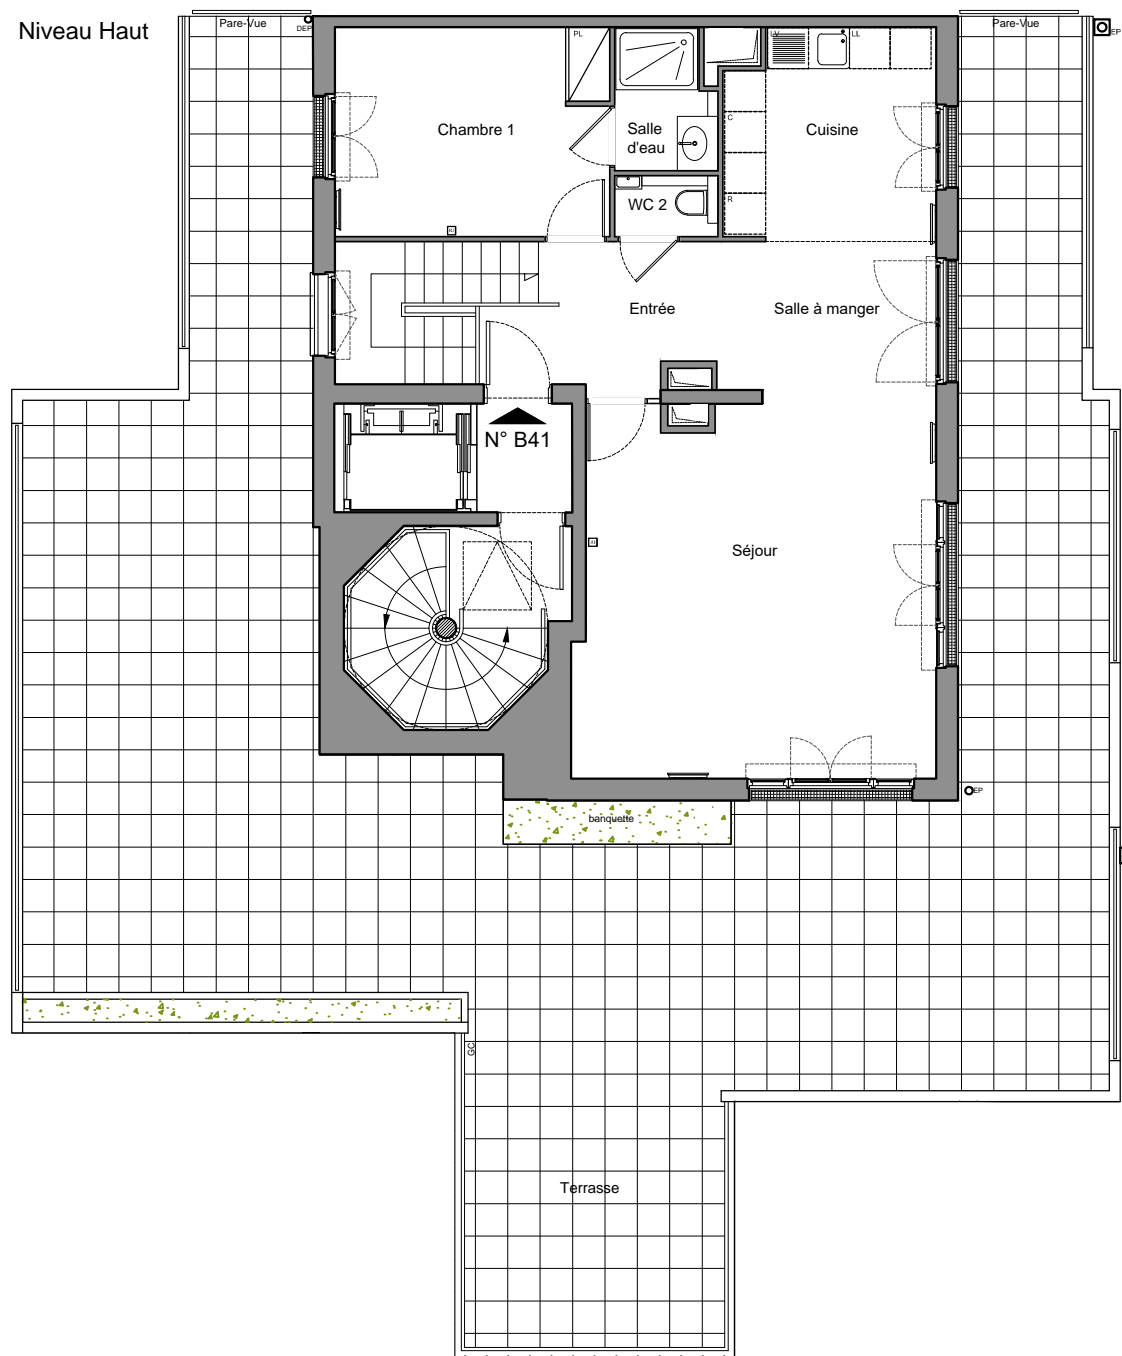 Niveau Haut
Pare-Vue
DEP
Pare-Vue
EP
PL
LV
LL
Chambre 1
Salle
d'eau
C
Cuisine
R
WC 2
Entrée
Salle à manger
N° B41
Séjour
EP
banquette
GC
Terrasse